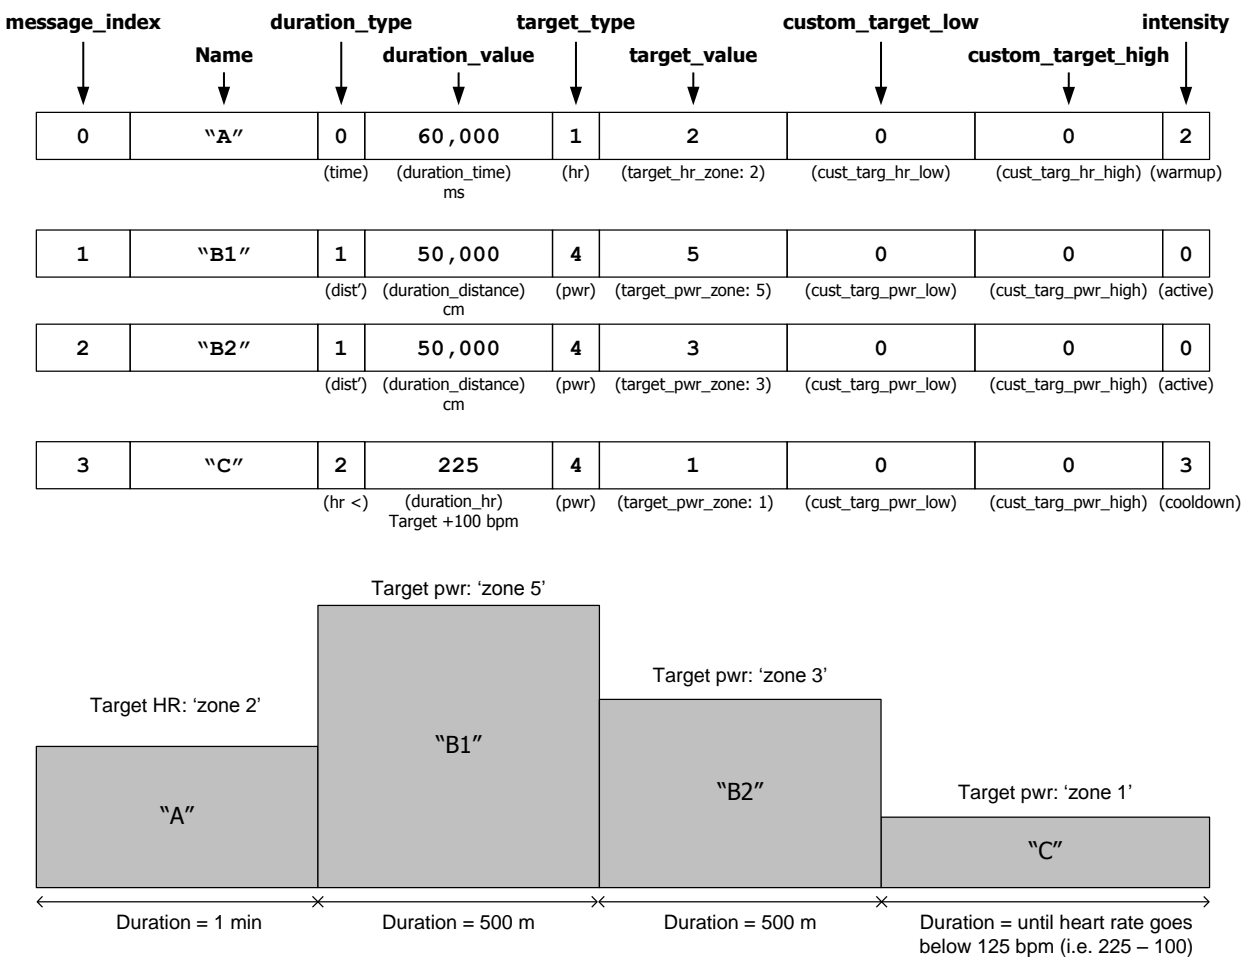 message_index duration_type target_type custom_target_low intensity
Name duration_value target_value custom_target_high
0 “A” 0 60,000 1 2 0 0 2
(time) (duration_time) (hr) (target_hr_zone: 2) (cust_targ_hr_low) (cust_targ_hr_high) (warmup)
ms
1 “B1” 1 50,000 4 5 0 0 0
(dist’) (duration_distance) (pwr) (target_pwr_zone: 5) (cust_targ_pwr_low) (cust_targ_pwr_high) (active)
cm
2 “B2” 1 50,000 4 3 0 0 0
(dist’) (duration_distance) (pwr) (target_pwr_zone: 3) (cust_targ_pwr_low) (cust_targ_pwr_high) (active)
cm
3 “C” 2 225 4 1 0 0 3
(hr <) (duration_hr) (pwr) (target_pwr_zone: 1) (cust_targ_pwr_low) (cust_targ_pwr_high) (cooldown)
Target +100 bpm
Target pwr: ‘zone 5’
Target pwr: ‘zone 3’
Target HR: ‘zone 2’
“B1”
“B2”
Target pwr: ‘zone 1’
“A”
“C”
Duration = 1 min Duration = 500 m Duration = 500 m Duration = until heart rate goes
below 125 bpm (i.e. 225 – 100)